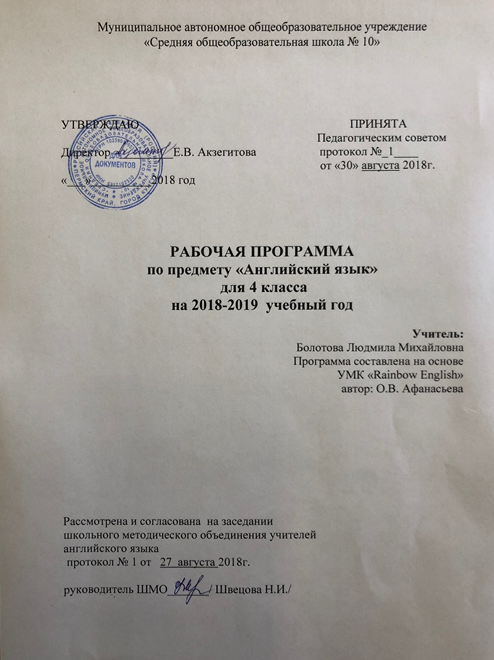 Муниципальное автономное общеобразовательное учреждение
«Средняя общеобразовательная школа № 10»
УТВЕРЖДАЮ
Директор Е.В. Акзегитова
« 2018 год
ДОКУМЕНТОВ
ПРИНЯТА
Педагогическим советом
протокол №_1_____
от «30» августа 2018г.
РАБОЧАЯ ПРОГРАММА
по предмету «Английский язык»
для 4 класса
на 2018-2019 учебный год
Учитель:
Болотова Людмила Михайловна
Программа составлена на основе
УМК «Rainbow English»
автор: О.В. Афанасьева
Рассмотрена и согласована на заседании
школьного методического объединения учителей
английского языка
протокол № 1 от 27 августа 2018г.
руководитель ШМО / Швецова Н.И./